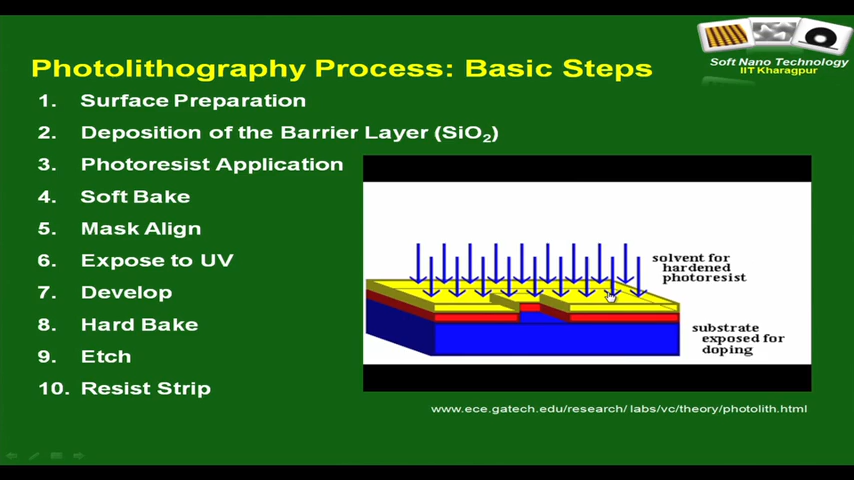 Soft Nano Technology
IIT Kharagpur
Photolithography Process: Basic Steps
1. Surface Preparation
2. Deposition of the Barrier Layer (SiO₂)
3. Photoresist Application
4. Soft Bake
5. Mask Align
6. Expose to UV
7. Develop
8. Hard Bake
9. Etch
10. Resist Strip
solvent for
hardened
photoresist
substrate
exposed for
doping
www.ece.gatech.edu/research/ labs/vc/theory/photolith.html